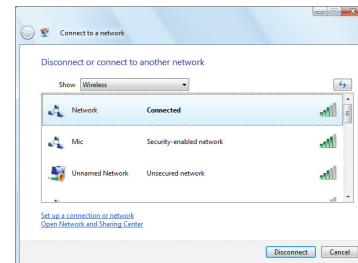 Connect to a network
Disconnect or connect to another network
Show Wireless
Network Connected
Mic Security-enabled network
Unnamed Network Unsecured network
Set up a connection or network
Open Network and Sharing Center
Disconnect Cancel